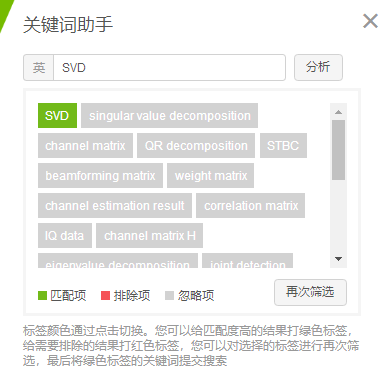 关键词助手
英 SVD 分析
SVD singular value decomposition
channel matrix QR decomposition STBC
beamforming matrix weight matrix
channel estimation result correlation matrix
IQ data channel matrix H
eigenvalue decomposition joint detection
匹配项 排除项 忽略项 再次筛选
标签颜色通过点击切换。您可以给匹配度高的结果打绿色标签，
给需要排除的结果打红色标签，您可以对选择的标签进行再次筛
选，最后将绿色标签的关键词提交搜索